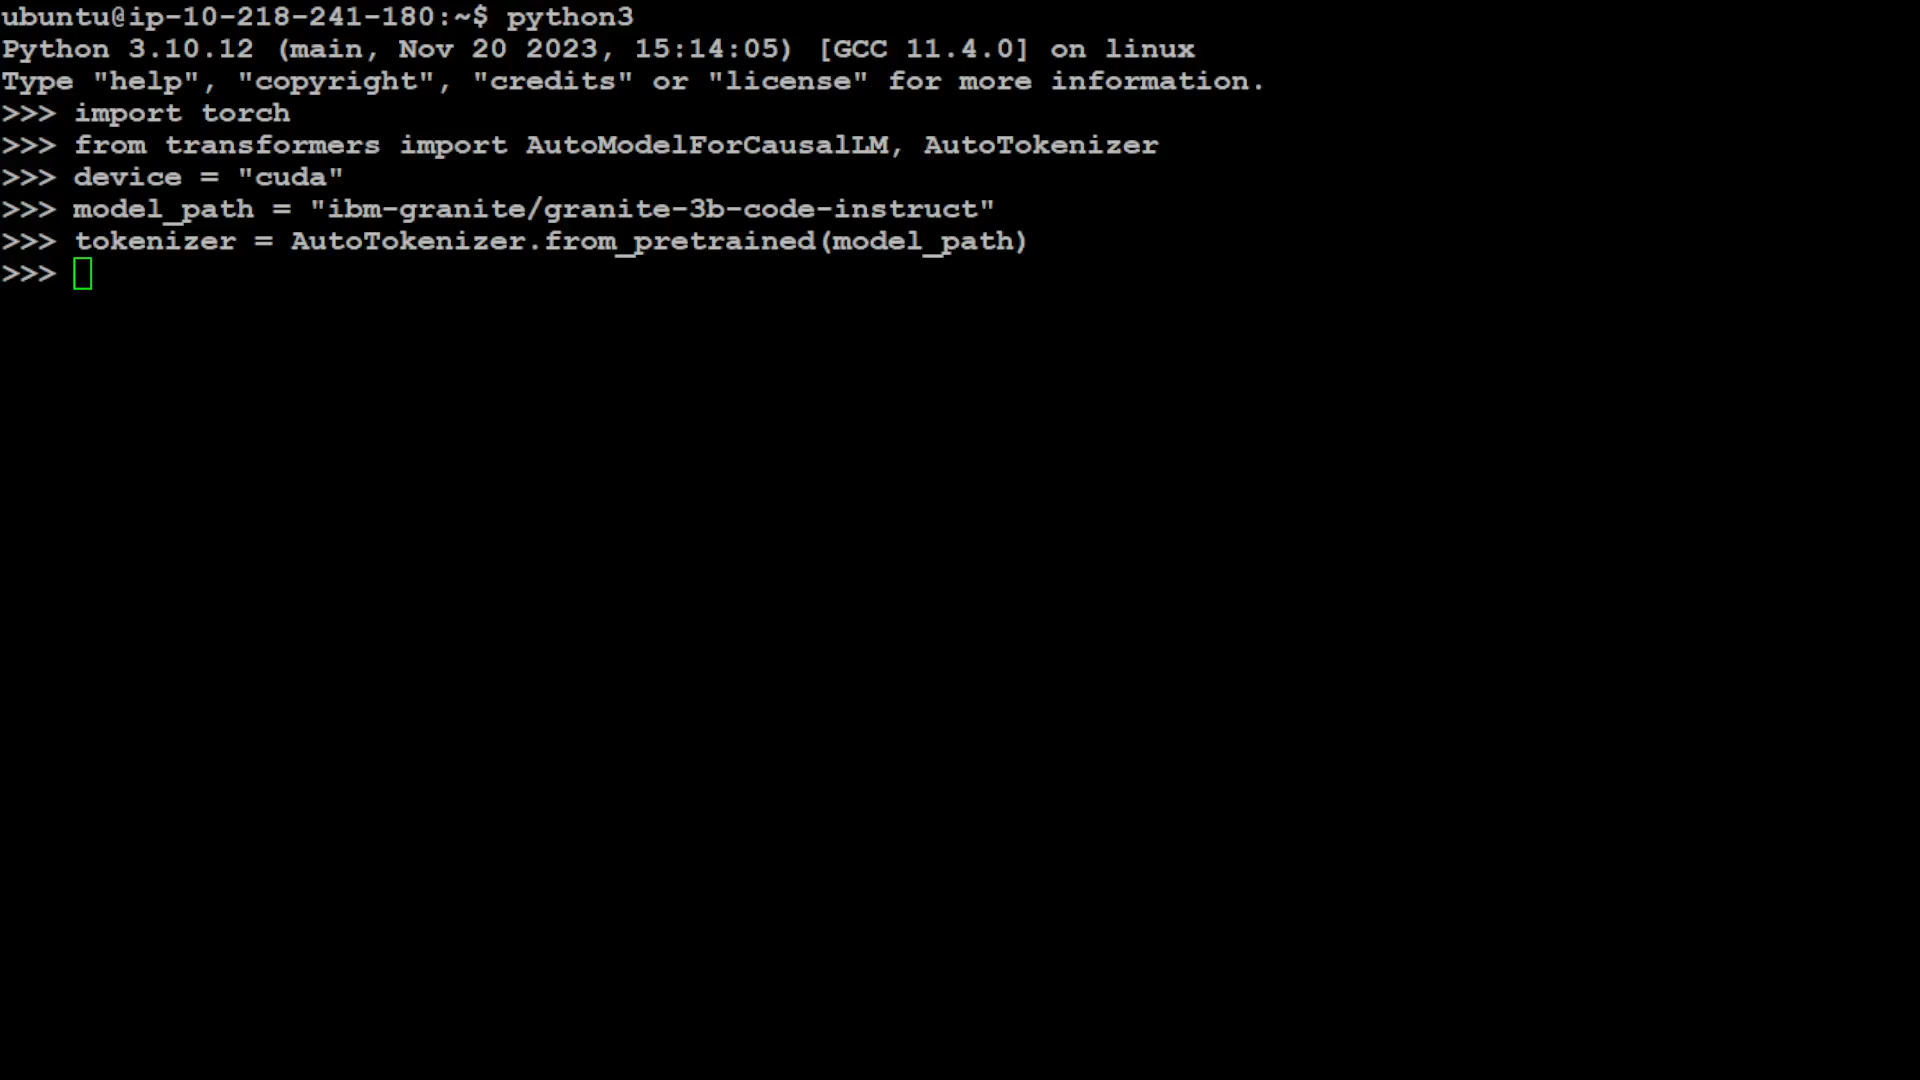 ubuntu@ip-10-218-241-180:~$ python3
Python 3.10.12 (main, Nov 20 2023, 15:14:05) [GCC 11.4.0] on linux
Type "help", "copyright", "credits" or "license" for more information.
>>> import torch
>>> from transformers import AutoModelForCausalLM, AutoTokenizer
>>> device = "cuda"
>>> model_path = "ibm-granite/granite-3b-code-instruct"
>>> tokenizer = AutoTokenizer.from_pretrained(model_path)
>>>